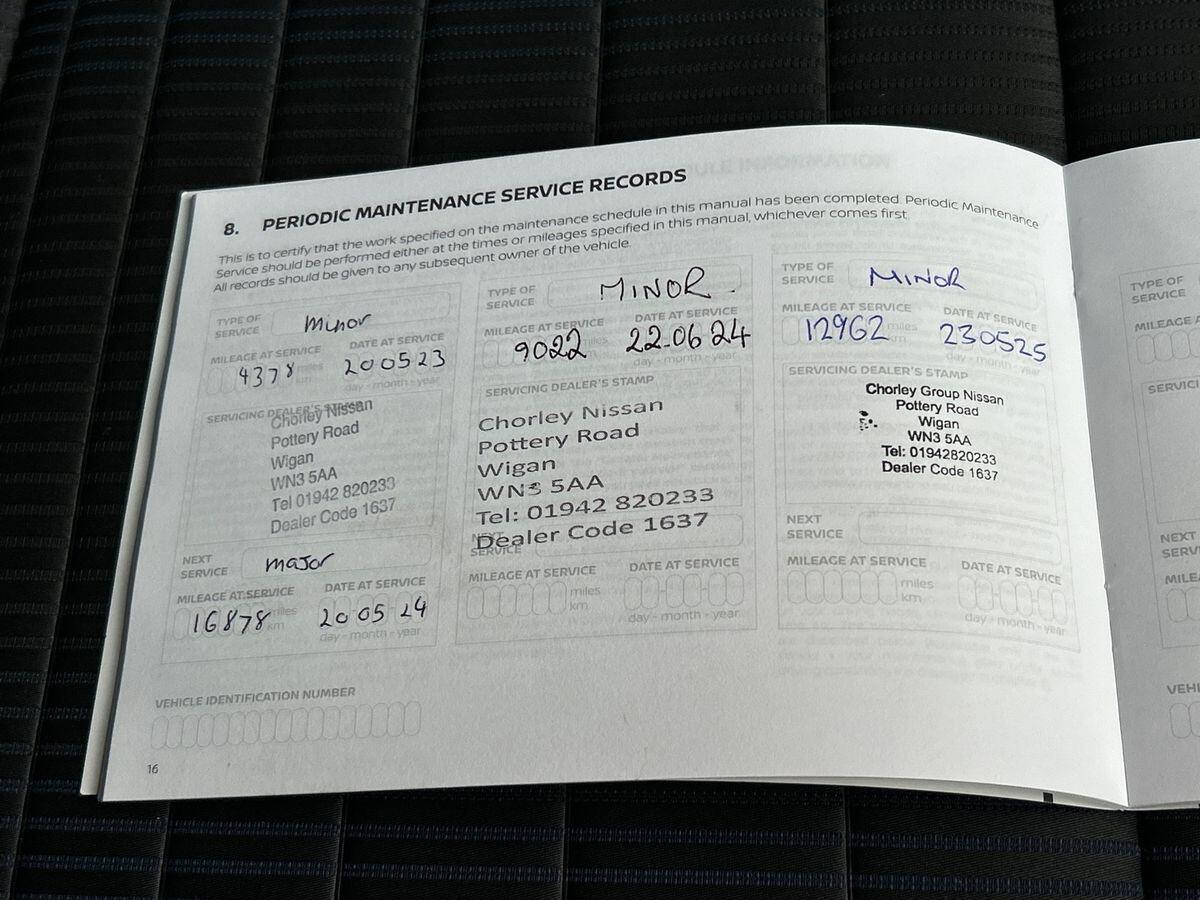 8. PERIODIC MAINTENANCE SERVICE RECORDS
This is to certify that the work specified on the maintenance schedule in this manual has been completed. Periodic Maintenance
Service should be performed either at the times or mileages specified in this manual, whichever comes first.
All records should be given to any subsequent owner of the vehicle.
TYPE OF
SERVICE
Minor
MILEAGE AT SERVICE
DATE AT SERVICE
4378 miles
km
200523
day - month - year
SERVICING DEALER'S STAMP
Chorley Nissan
Pottery Road
Wigan
WN3 5AA
Tel 01942 820233
Dealer Code 1637
NEXT
SERVICE
major
MILEAGE AT SERVICE
DATE AT SERVICE
16878 miles
km
20 05 24
day - month - year
TYPE OF
SERVICE
MINOR.
MILEAGE AT SERVICE
DATE AT SERVICE
9022 miles
km
22-06 24
day - month - year
SERVICING DEALER'S STAMP
Chorley Nissan
Pottery Road
Wigan
WN3 5AA
Tel: 01942 820233
Dealer Code 1637
NEXT
SERVICE
MILEAGE AT SERVICE
DATE AT SERVICE
miles
km
day - month - year
TYPE OF
SERVICE
MINOR
MILEAGE AT SERVICE
DATE AT SERVICE
12962 miles
km
230525
day - month - year
SERVICING DEALER'S STAMP
Chorley Group Nissan
Pottery Road
Wigan
WN3 5AA
Tel: 01942820233
Dealer Code 1637
NEXT
SERVICE
MILEAGE AT SERVICE
DATE AT SERVICE
miles
km
day - month - year
VEHICLE IDENTIFICATION NUMBER
16
TYPE OF
SERVICE
MILEAGE
NEXT